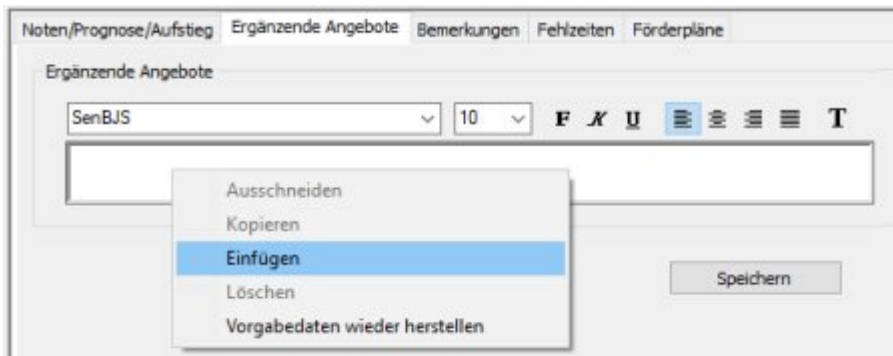 Noten/Prognose/Aufstieg Ergänzende Angebote Bemerkungen Fehlzeiten Förderpläne
Ergänzende Angebote
SenBJS 10 F K U T
Ausschneiden
Kopieren
Einfügen
Löschen
Speichern
Vorgabedaten wieder herstellen